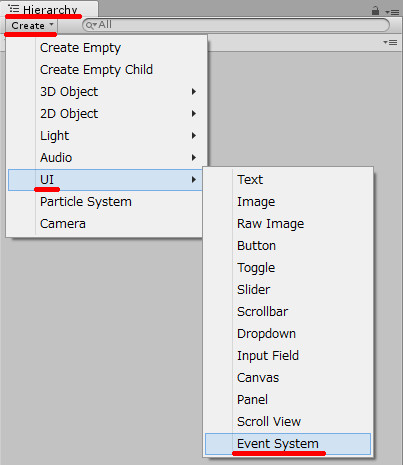 Hierarchy
Create
All
Create Empty
Create Empty Child
3D Object
2D Object
Light
Audio
UI
Particle System
Camera
Text
Image
Raw Image
Button
Toggle
Slider
Scrollbar
Dropdown
Input Field
Canvas
Panel
Scroll View
Event System